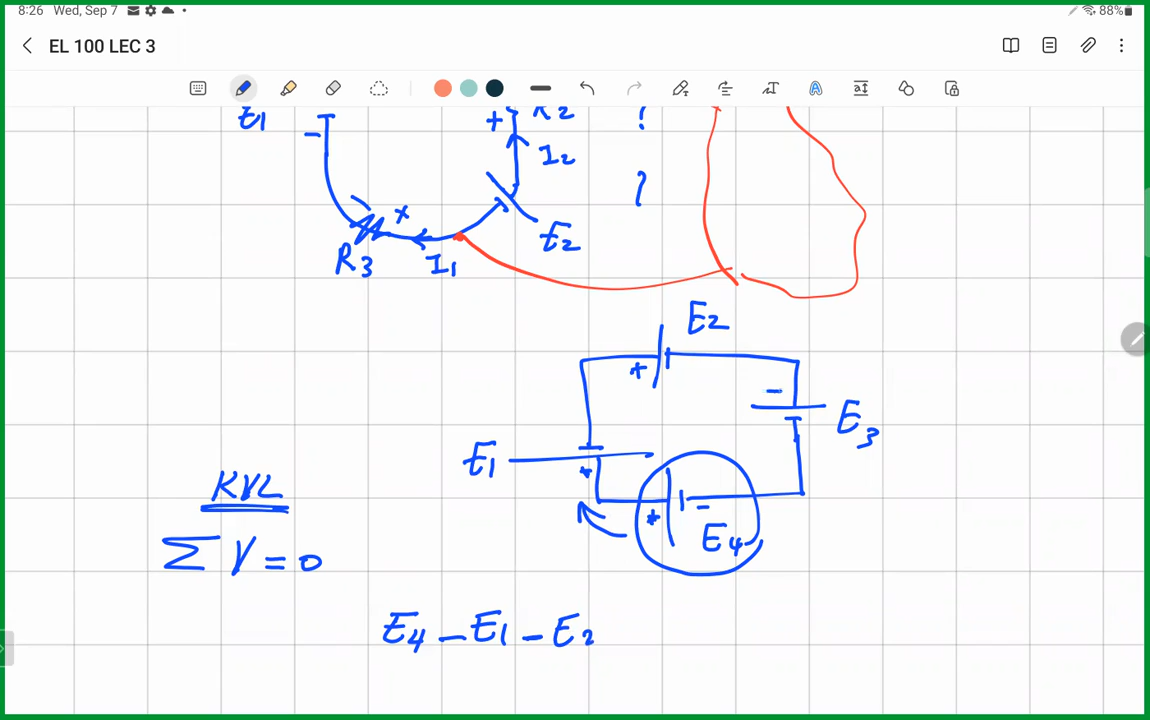 8:26 Wed, Sep 7 88%
EL 100 LEC 3
E1 - + R2 ?
I2
?
+ E2
R3 I1
E2
+ -
E3
E1
+ + -
E4
KVL
Σ V = 0
E4 - E1 - E2